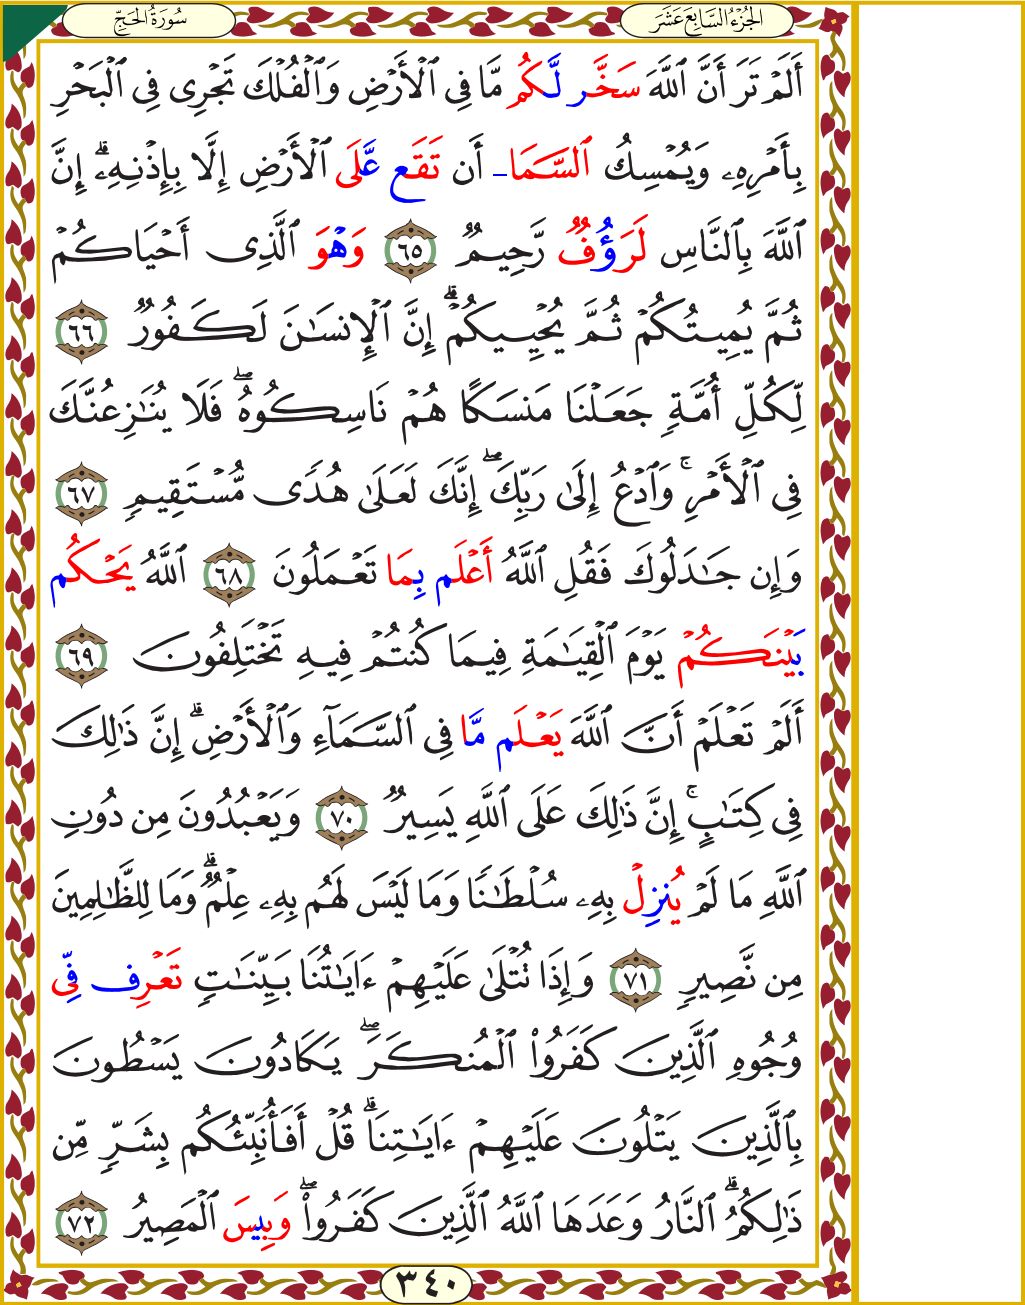 الجُزْءُ السَّابِعَ عَشَرَ
سُورَةُ الحَجِّ
أَلَمْ تَرَ أَنَّ ٱللَّهَ سَخَّر لَّكُم مَّا فِى ٱلْأَرْضِ وَٱلْفُلْكَ تَجْرِى فِى ٱلْبَحْرِ
بِأَمْرِهِۦ وَيُمْسِكُ ٱلسَّمَا- أَن تَقَع عَّلَى ٱلْأَرْضِ إِلَّا بِإِذْنِهِۦٓۗ إِنَّ
ٱللَّهَ بِٱلنَّاسِ لَرَؤُفٌ رَّحِيمٌ ٦٥ وَهْوَ ٱلَّذِى أَحْيَاكُمْ
ثُمَّ يُمِيتُكُمْ ثُمَّ يُحْيِيكُمْۗ إِنَّ ٱلْإِنسَـٰنَ لَكَفُورٌ ٦٦
لِّكُلِّ أُمَّةٍ جَعَلْنَا مَنسَكًا هُمْ نَاسِكُوهُۖ فَلَا يُنَـٰزِعُنَّكَ
فِى ٱلْأَمْرِۚ وَٱدْعُ إِلَىٰ رَبِّكَۖ إِنَّكَ لَعَلَىٰ هُدًى مُّسْتَقِيمٍ ٦٧
وَإِن جَـٰدَلُوكَ فَقُلِ ٱللَّهُ أَعْلَم بِمَا تَعْمَلُونَ ٦٨ ٱللَّهُ يَحْكُم
بَيْنَكُمْ يَوْمَ ٱلْقِيَـٰمَةِ فِيمَا كُنتُمْ فِيهِ تَخْتَلِفُونَ ٦٩
أَلَمْ تَعْلَمْ أَنَّ ٱللَّهَ يَعْلَم مَّا فِى ٱلسَّمَآءِ وَٱلْأَرْضِۗ إِنَّ ذَٰلِكَ
فِى كِتَـٰبٍۚ إِنَّ ذَٰلِكَ عَلَى ٱللَّهِ يَسِيرٌ ٧٠ وَيَعْبُدُونَ مِن دُونِ
ٱللَّهِ مَا لَمْ يُنزِلْ بِهِۦ سُلْطَـٰنًا وَمَا لَيْسَ لَهُم بِهِۦ عِلْمٌۗ وَمَا لِلظَّـٰلِمِينَ
مِن نَّصِيرٍ ٧١ وَإِذَا تُتْلَىٰ عَلَيْهِمْ ءَايَـٰتُنَا بَيِّنَـٰتٍ تَعْرِف فِّى
وُجُوهِ ٱلَّذِينَ كَفَرُوا۟ ٱلْمُنكَرَۖ يَكَادُونَ يَسْطُونَ
بِٱلَّذِينَ يَتْلُونَ عَلَيْهِمْ ءَايَـٰتِنَاۗ قُلْ أَفَأُنَبِّئُكُم بِشَرٍّ مِّن
ذَٰلِكُمُۗ ٱلنَّارُ وَعَدَهَا ٱللَّهُ ٱلَّذِينَ كَفَرُوا۟ۖ وَبِيسَ ٱلْمَصِيرُ ٧٢
٣٤٠